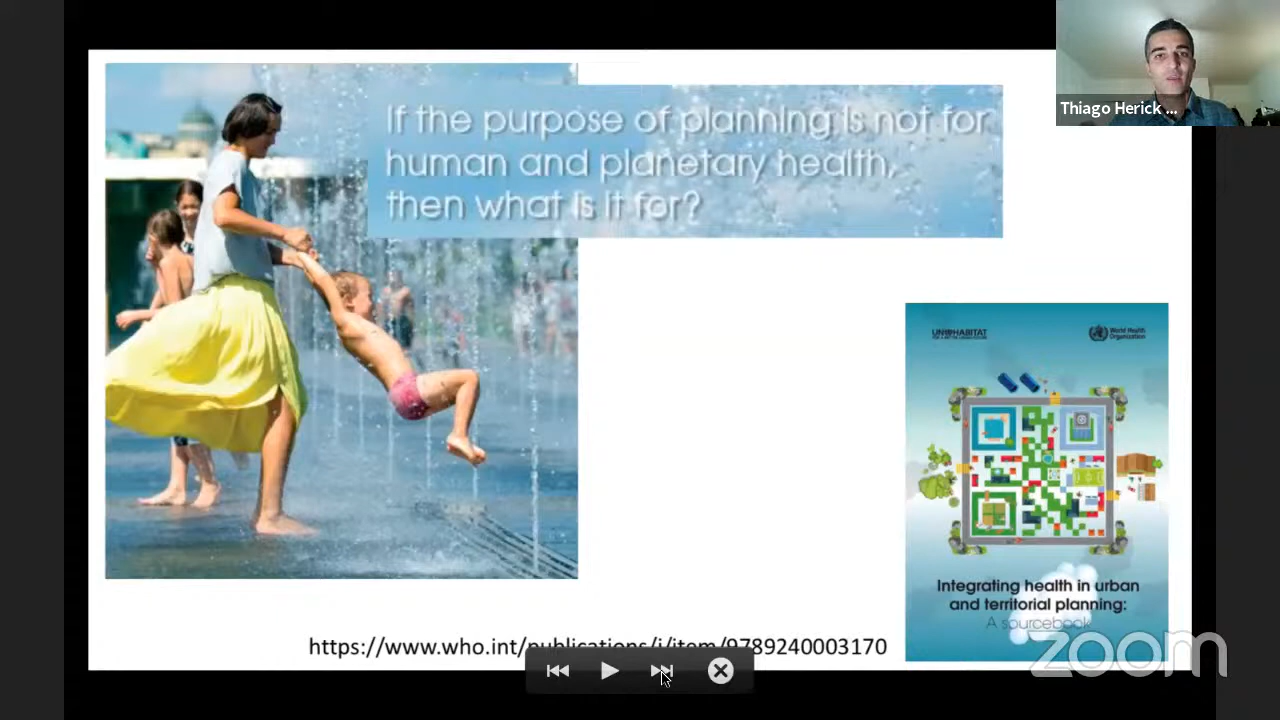 Thiago Herick ...
If the purpose of planning is not for
human and planetary health,
then what is it for?
UN HABITAT
World Health
Organization
Integrating health in urban
and territorial planning:
A sourcebook
https://www.who.int/publications/i/item/9789240003170
zoom